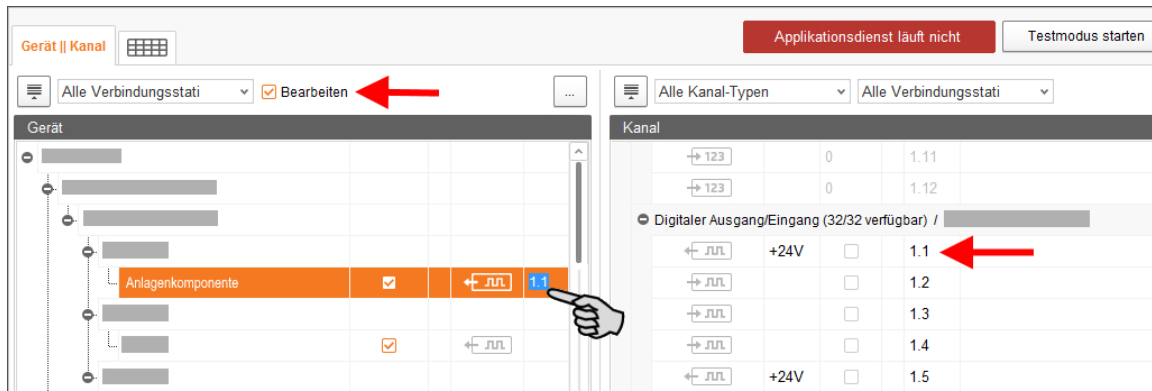 Gerät || Kanal
Applikationsdienst läuft nicht
Testmodus starten
Alle Verbindungsstati
Bearbeiten
...
Alle Kanal-Typen
Alle Verbindungsstati
Gerät
Kanal
123 0 1.11
123 0 1.12
Digitaler Ausgang/Eingang (32/32 verfügbar) /
+24V 1.1
Anlagenkomponente 1.1
1.2
1.3
1.4
+24V 1.5